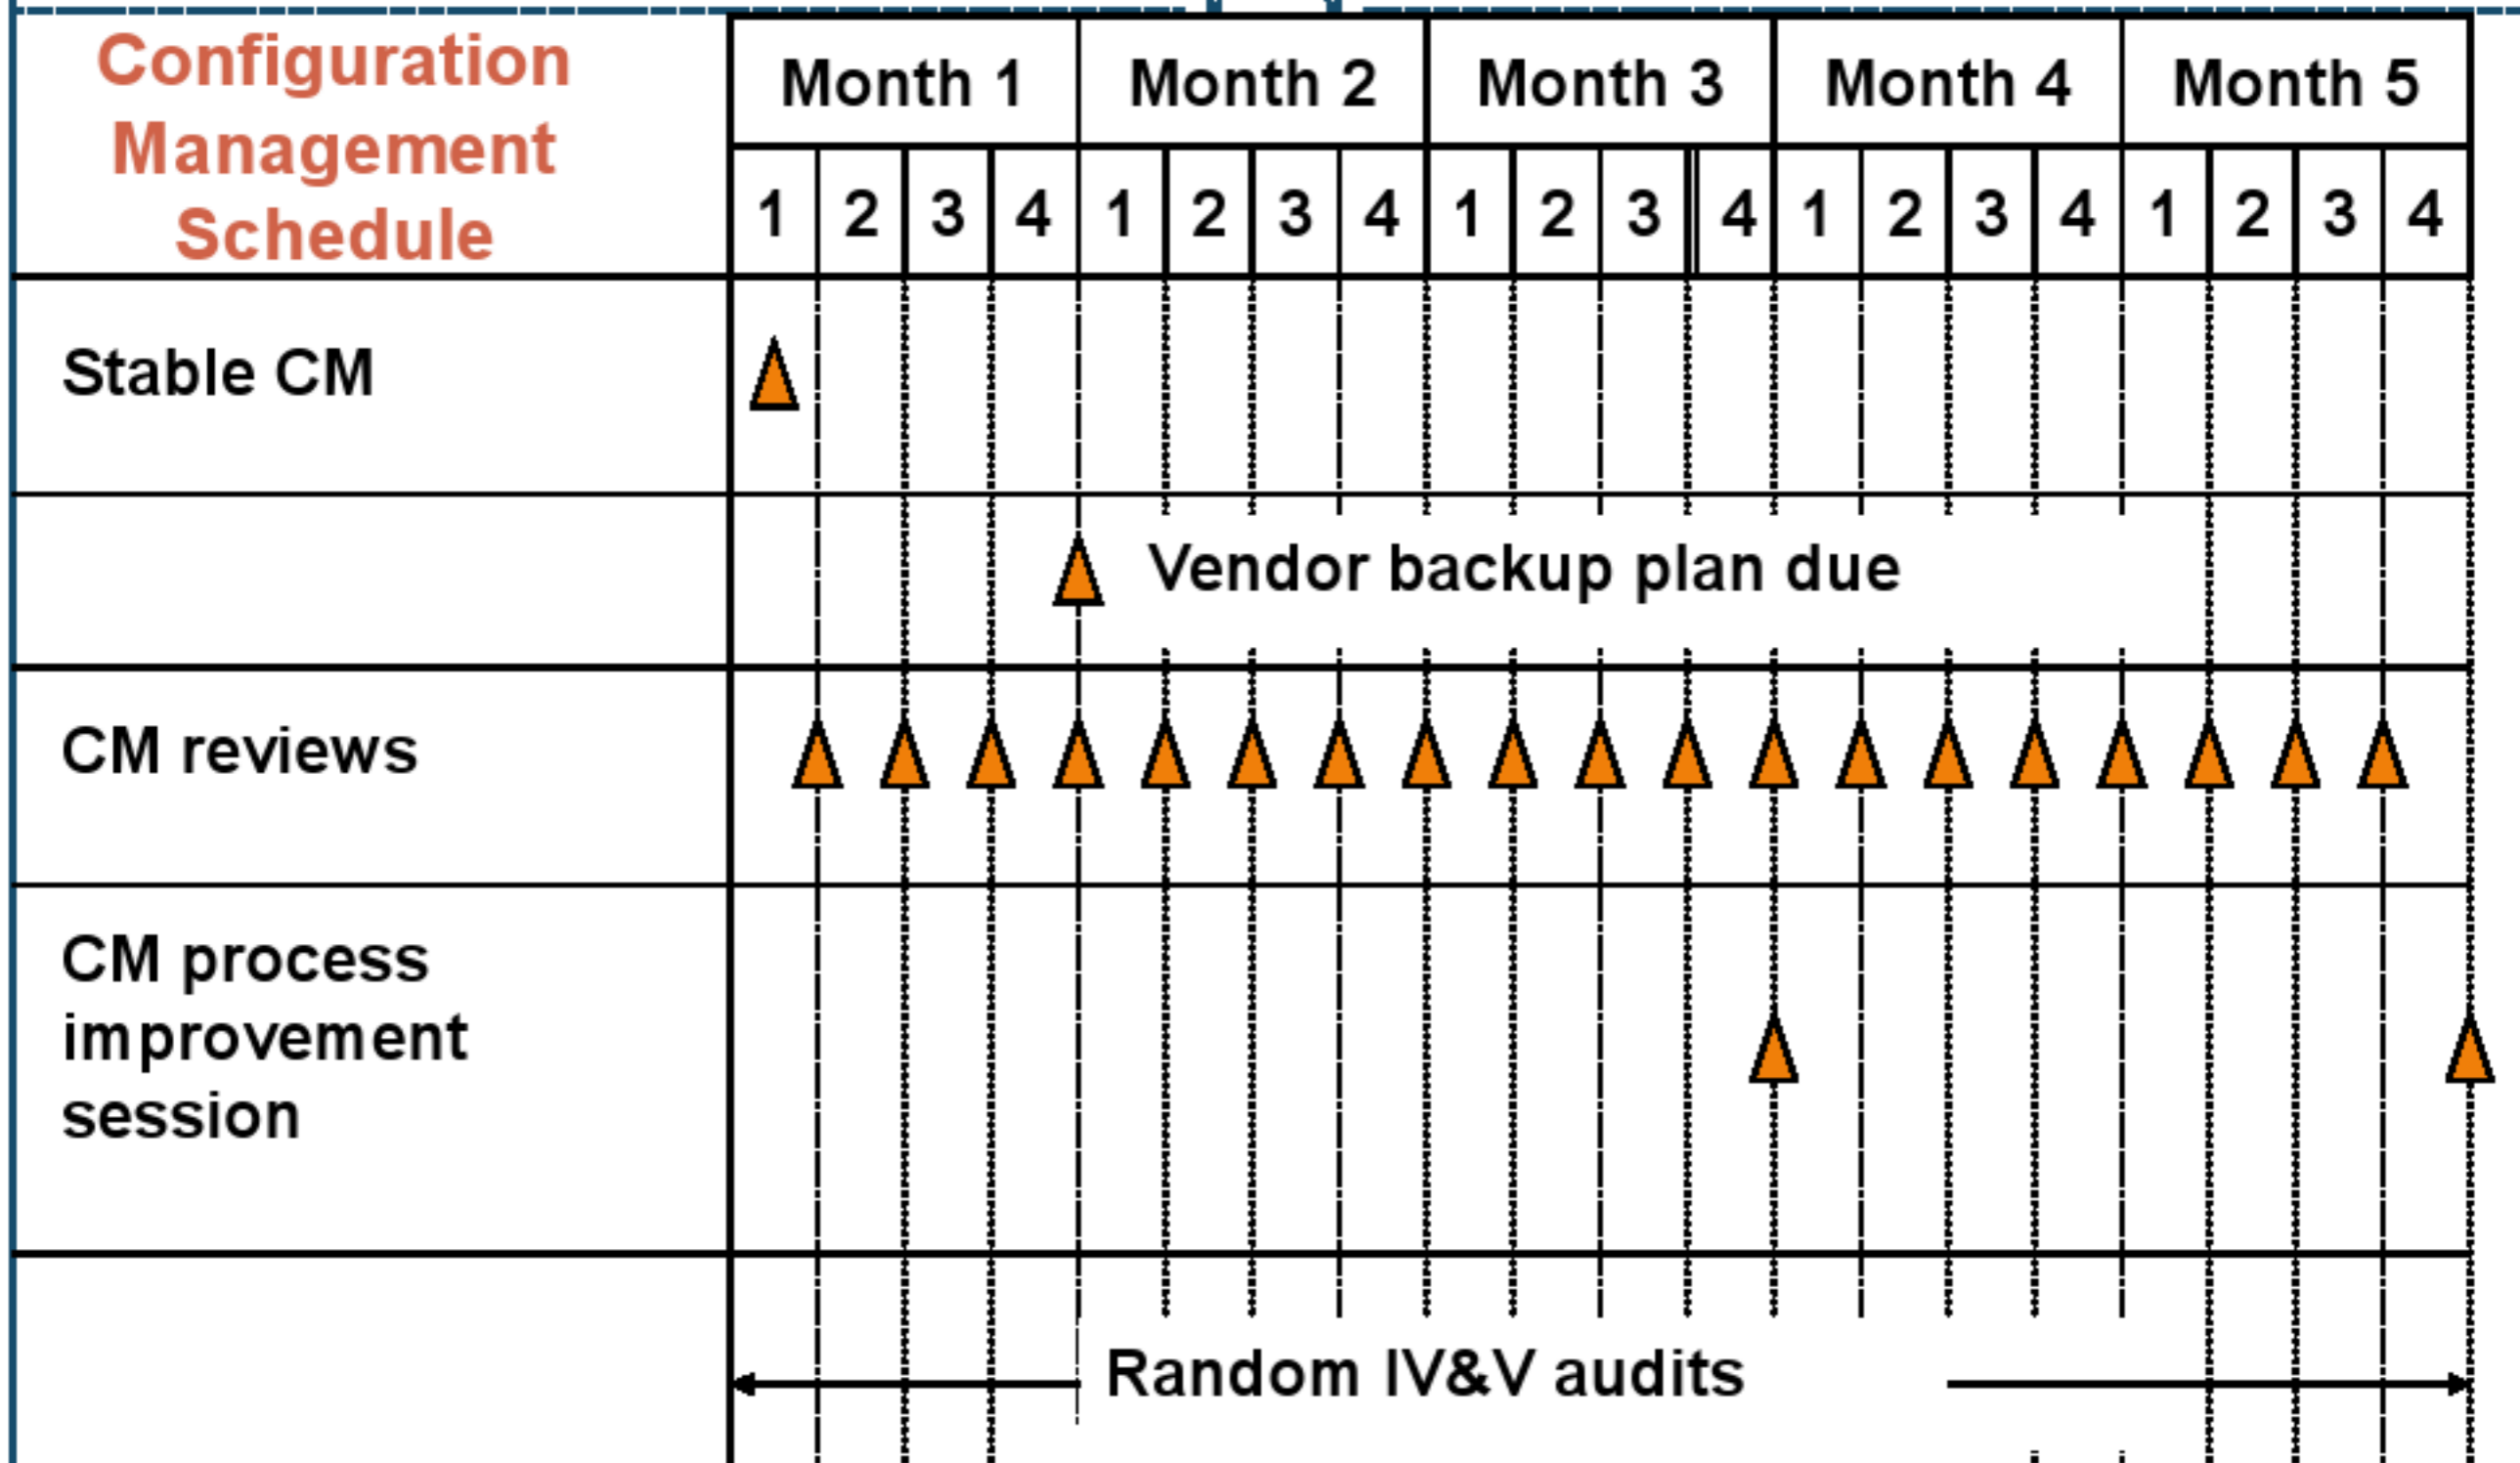 Configuration
Management
Schedule
Month 1 Month 2 Month 3 Month 4 Month 5
1 2 3 4 1 2 3 4 1 2 3 4 1 2 3 4 1 2 3 4
Stable CM
Vendor backup plan due
CM reviews
CM process
improvement
session
Random IV&V audits